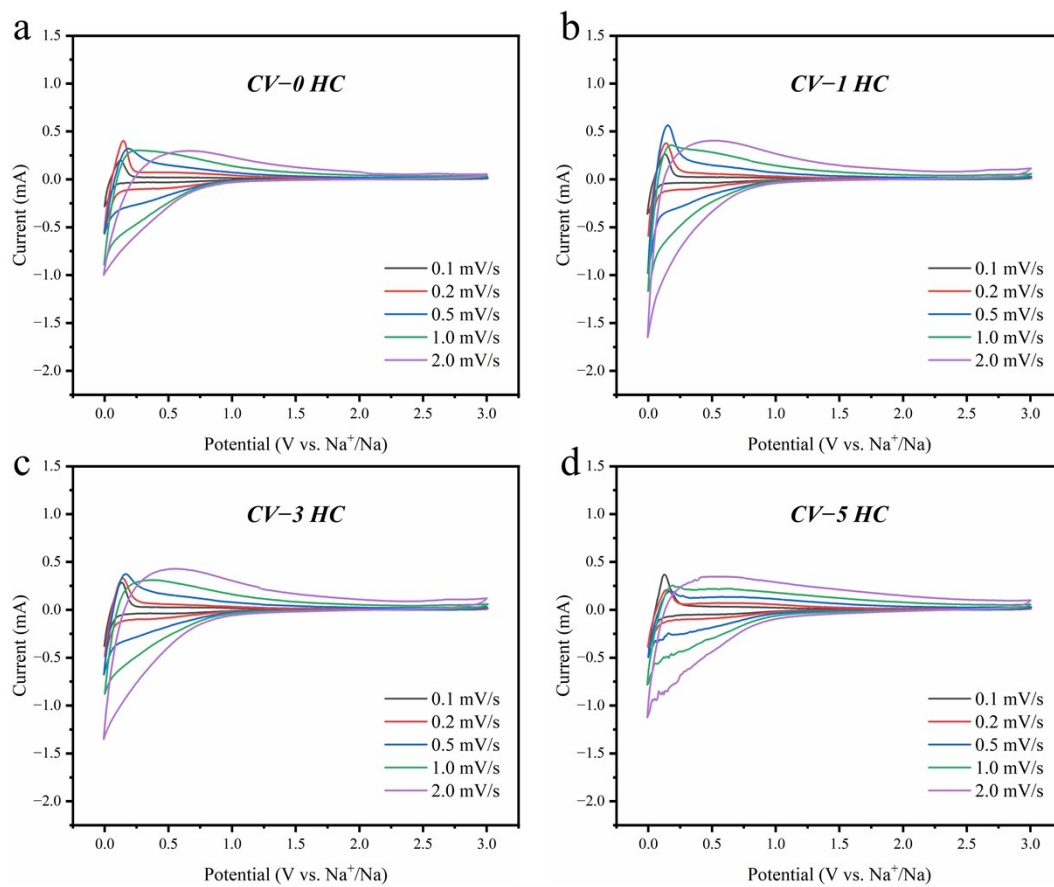 a
CV−0 HC
1.5
1.0
0.5
0.0
−0.5
−1.0
−1.5
−2.0
Current (mA)
0.1 mV/s
0.2 mV/s
0.5 mV/s
1.0 mV/s
2.0 mV/s
0.0 0.5 1.0 1.5 2.0 2.5 3.0
Potential (V vs. Na⁺/Na)
b
CV−1 HC
1.5
1.0
0.5
0.0
−0.5
−1.0
−1.5
−2.0
Current (mA)
0.1 mV/s
0.2 mV/s
0.5 mV/s
1.0 mV/s
2.0 mV/s
0.0 0.5 1.0 1.5 2.0 2.5 3.0
Potential (V vs. Na⁺/Na)
c
CV−3 HC
1.5
1.0
0.5
0.0
−0.5
−1.0
−1.5
−2.0
Current (mA)
0.1 mV/s
0.2 mV/s
0.5 mV/s
1.0 mV/s
2.0 mV/s
0.0 0.5 1.0 1.5 2.0 2.5 3.0
Potential (V vs. Na⁺/Na)
d
CV−5 HC
1.5
1.0
0.5
0.0
−0.5
−1.0
−1.5
−2.0
Current (mA)
0.1 mV/s
0.2 mV/s
0.5 mV/s
1.0 mV/s
2.0 mV/s
0.0 0.5 1.0 1.5 2.0 2.5 3.0
Potential (V vs. Na⁺/Na)